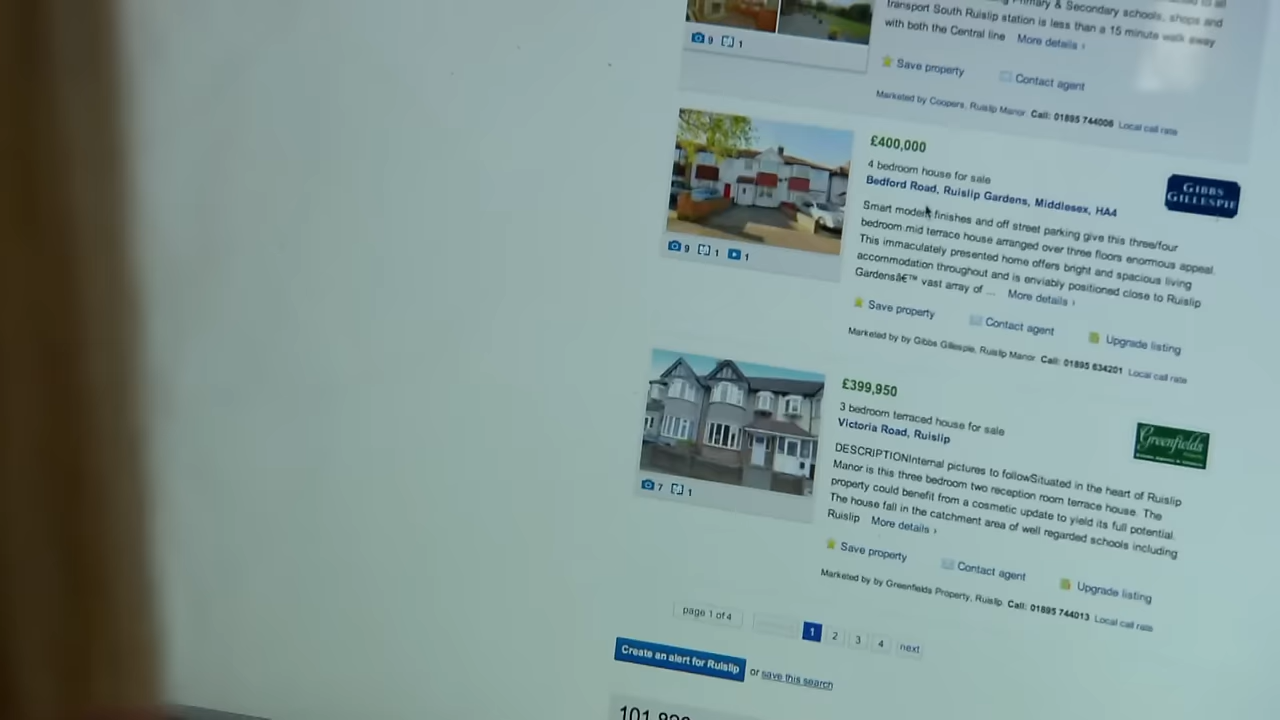 Primary & Secondary schools, shops and
transport South Ruislip station is less than a 15 minute walk away
with both the Central line More details ›
9 1
Save property Contact agent
Marketed by Coopers, Ruislip Manor Call: 01895 744006 Local call rate
£400,000
4 bedroom house for sale
Bedford Road, Ruislip Gardens, Middlesex, HA4
GIBBS
GILLESPIE
Smart modern finishes and off street parking give this three/four
bedroom mid terrace house arranged over three floors enormous appeal.
This immaculately presented home offers bright and spacious living
accommodation throughout and is enviably positioned close to Ruislip
Gardensâ€™ vast array of ... More details ›
9 1 1
Save property Contact agent Upgrade listing
Marketed by by Gibbs Gillespie, Ruislip Manor Call: 01895 634201 Local call rate
£399,950
3 bedroom terraced house for sale
Victoria Road, Ruislip
Greenfields
DESCRIPTIONInternal pictures to followSituated in the heart of Ruislip
Manor is this three bedroom two reception room terrace house. The
property could benefit from a cosmetic update to yield its full potential.
The house fall in the catchment area of well regarded schools including
Ruislip More details ›
7 1
Save property Contact agent Upgrade listing
Marketed by by Greenfields Property, Ruislip Call: 01895 744013 Local call rate
page 1 of 4 1 2 3 4 next
Create an alert for Ruislip or save this search